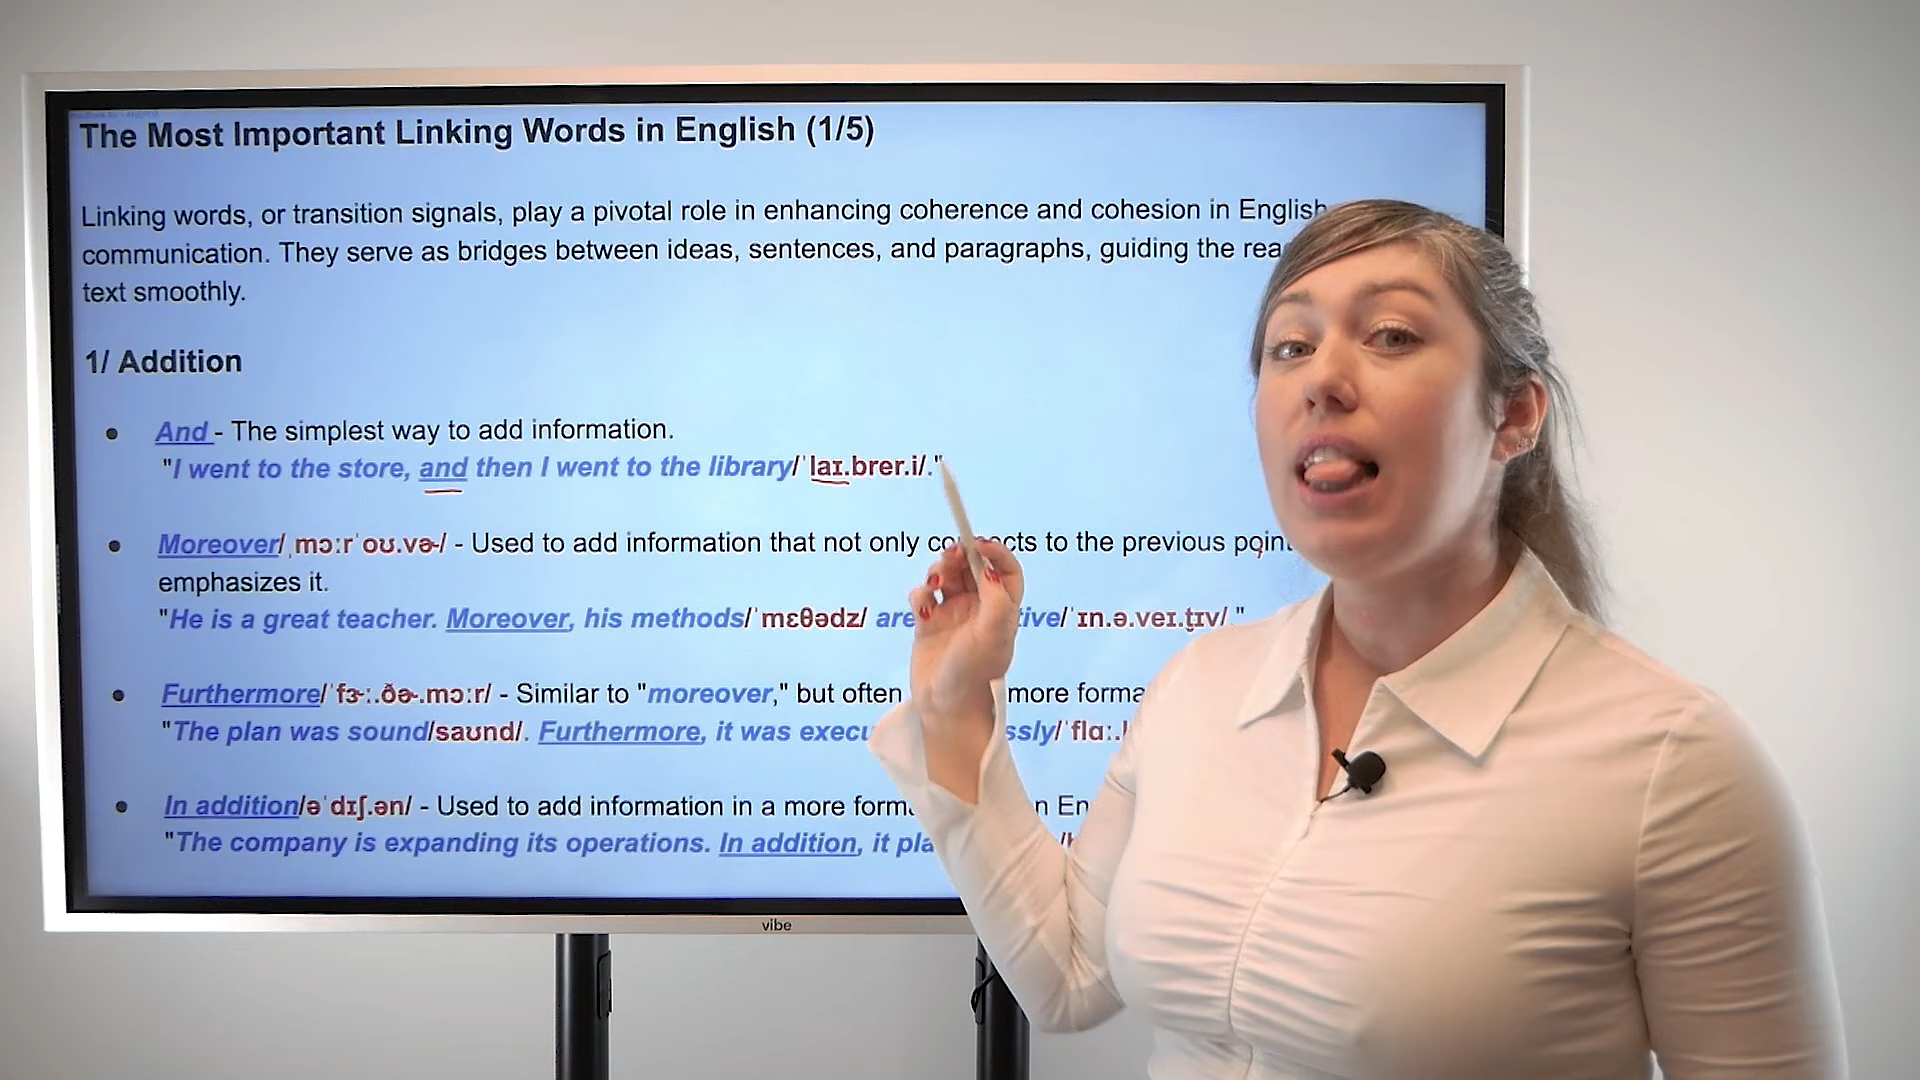 The Most Important Linking Words in English (1/5)
Linking words, or transition signals, play a pivotal role in enhancing coherence and cohesion in English
communication. They serve as bridges between ideas, sentences, and paragraphs, guiding the rea
text smoothly.
1/ Addition
● And - The simplest way to add information.
"I went to the store, and then I went to the library/ˈlaɪ.brer.i/."
● Moreover/ˌmɔːrˈoʊ.vɚ/ - Used to add information that not only co cts to the previous point
emphasizes it.
"He is a great teacher. Moreover, his methods/ˈmɛθədz/ are tive/ˈɪn.ə.veɪ.t̬ɪv/."
● Furthermore/ˈfɝː.ðɚ.mɔːr/ - Similar to "moreover," but often more forma
"The plan was sound/saʊnd/. Furthermore, it was execu ssly/ˈflɑː.
● In addition/əˈdɪʃ.ən/ - Used to add information in a more form n En
"The company is expanding its operations. In addition, it pla
vibe